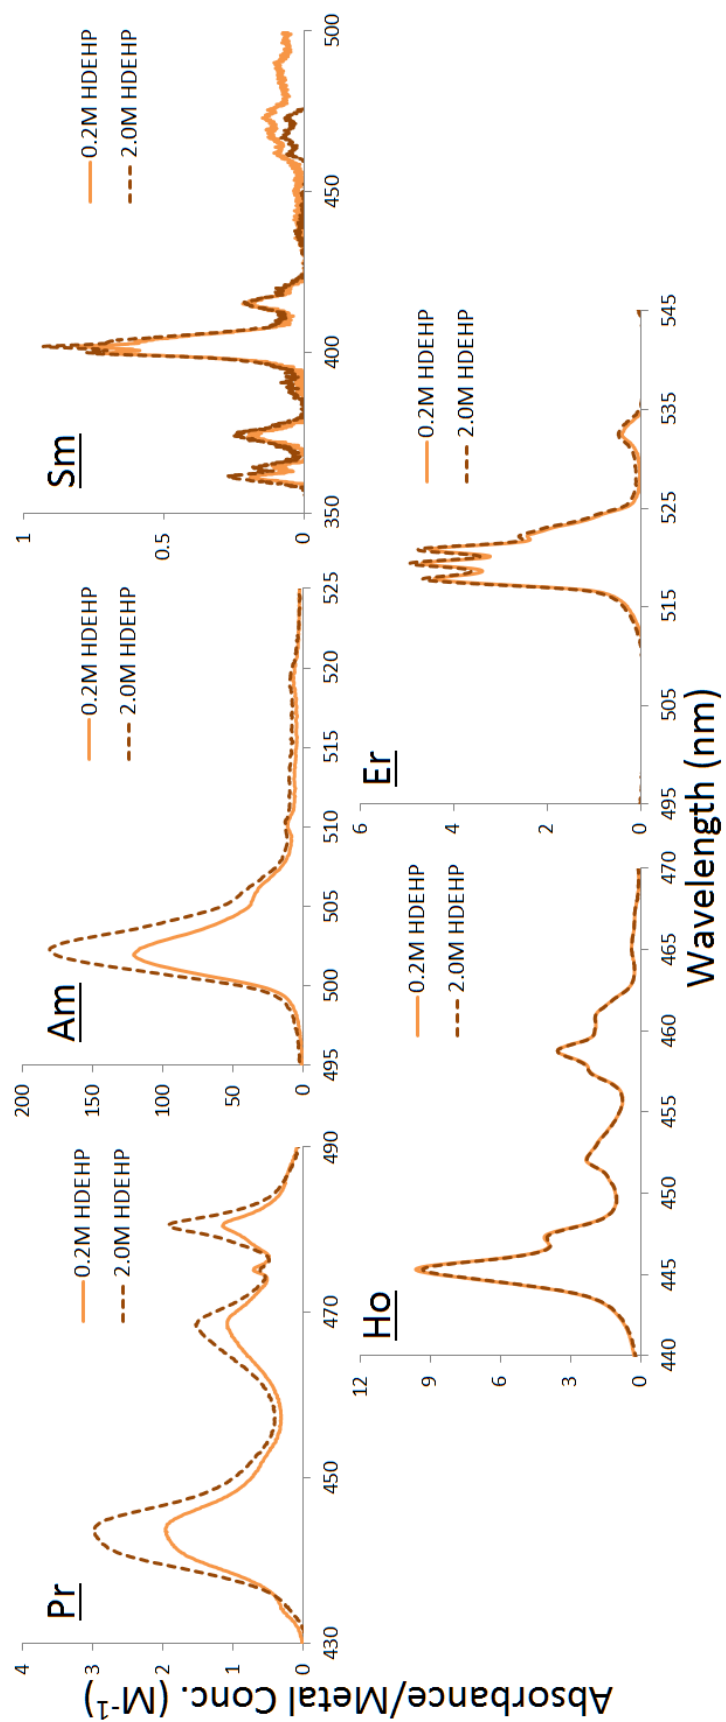 Absorbance/Metal Conc. (M⁻¹)
Pr
0.2M HDEHP
2.0M HDEHP
4
3
2
1
0
430 450 470 490
Am
0.2M HDEHP
2.0M HDEHP
200
150
100
50
0
495 500 505 510 515 520 525
Sm
0.2M HDEHP
2.0M HDEHP
1
0.5
0
350 400 450 500
Ho
0.2M HDEHP
2.0M HDEHP
12
9
6
3
0
440 445 450 455 460 465 470
Er
0.2M HDEHP
2.0M HDEHP
6
4
2
0
495 505 515 525 535 545
Wavelength (nm)